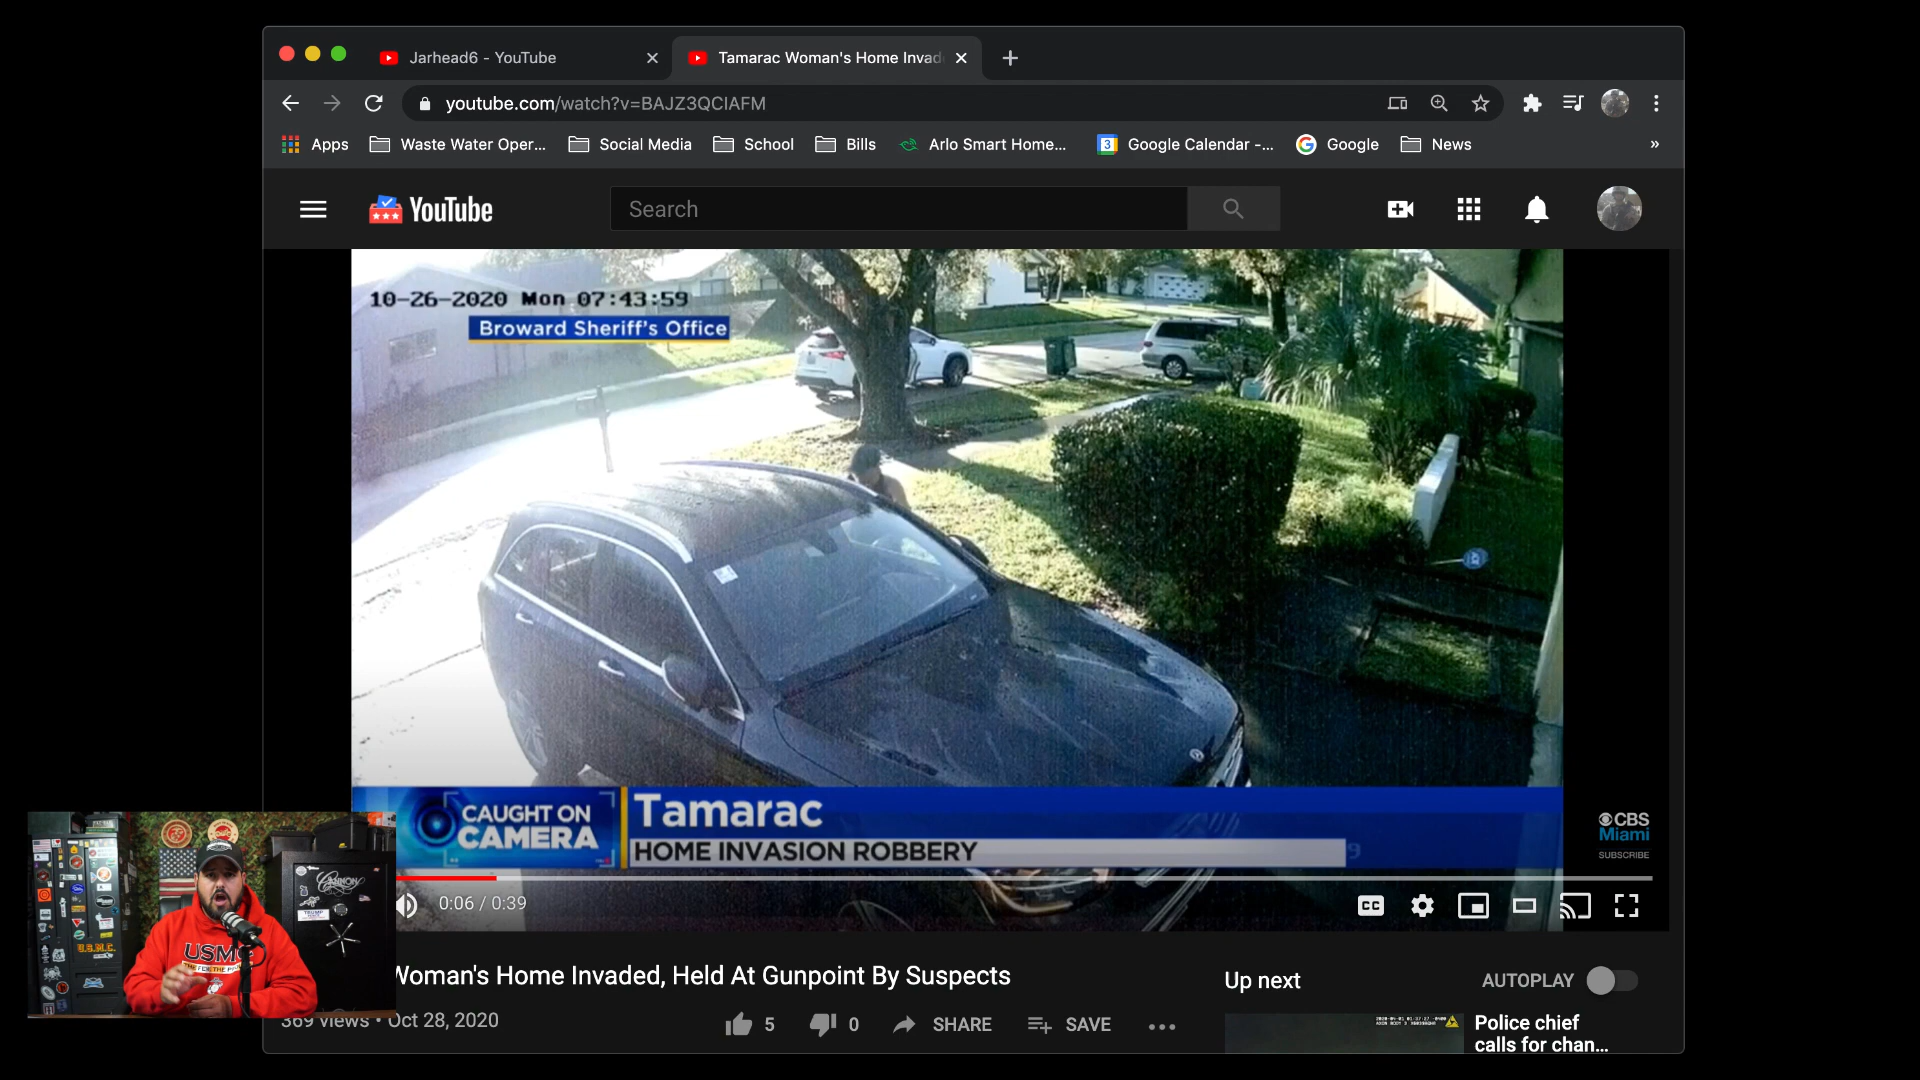 Jarhead6 - YouTube
Tamarac Woman's Home Invad
youtube.com/watch?v=BAJZ3QCIAFM
Apps
Waste Water Oper...
Social Media
School
Bills
Arlo Smart Home...
3
Google Calendar -...
Google
News
»
YouTube
Search
10-26-2020 Mon 07:43:59
Broward Sheriff's Office
CAUGHT ON
CAMERA
Tamarac
HOME INVASION ROBBERY
CBS
Miami
SUBSCRIBE
0:06 / 0:39
CC
CANNON
TRUMP
USMC
U.S.M.C.
Woman's Home Invaded, Held At Gunpoint By Suspects
369 views • Oct 28, 2020
5
0
SHARE
SAVE
Up next
AUTOPLAY
Police chief
calls for chan...